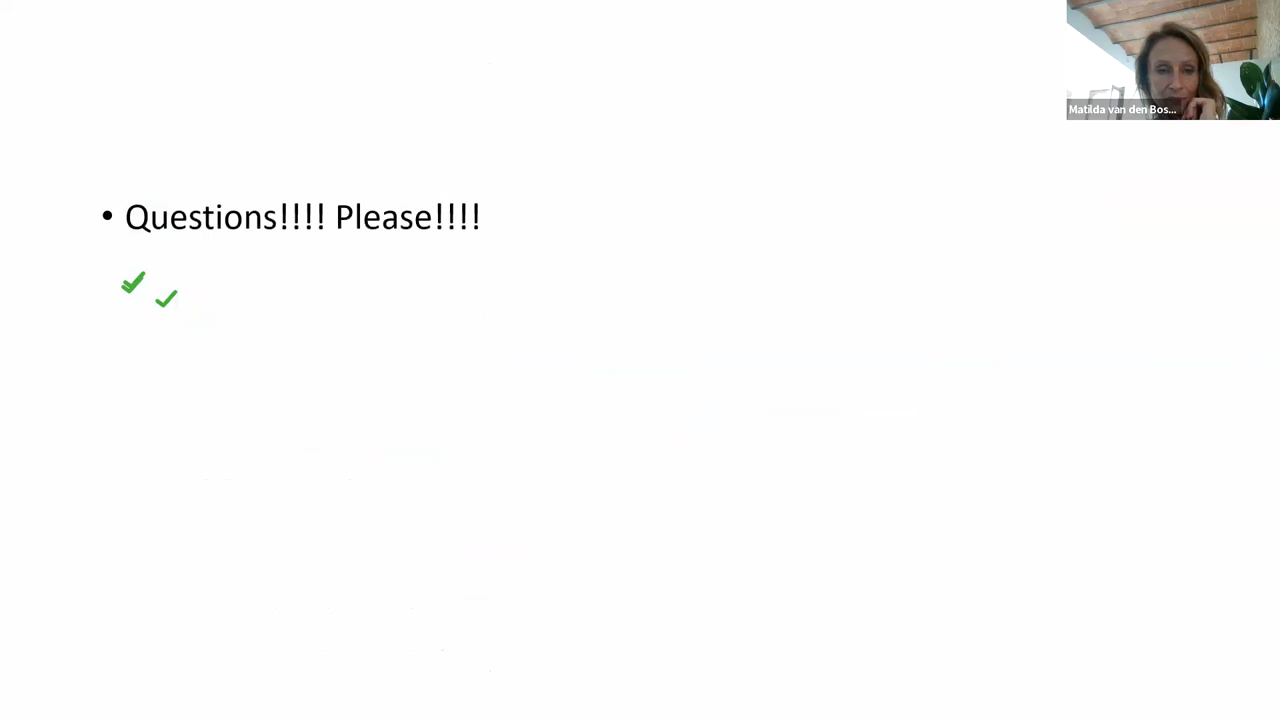 Matilda van den Bos...
• Questions!!!! Please!!!!